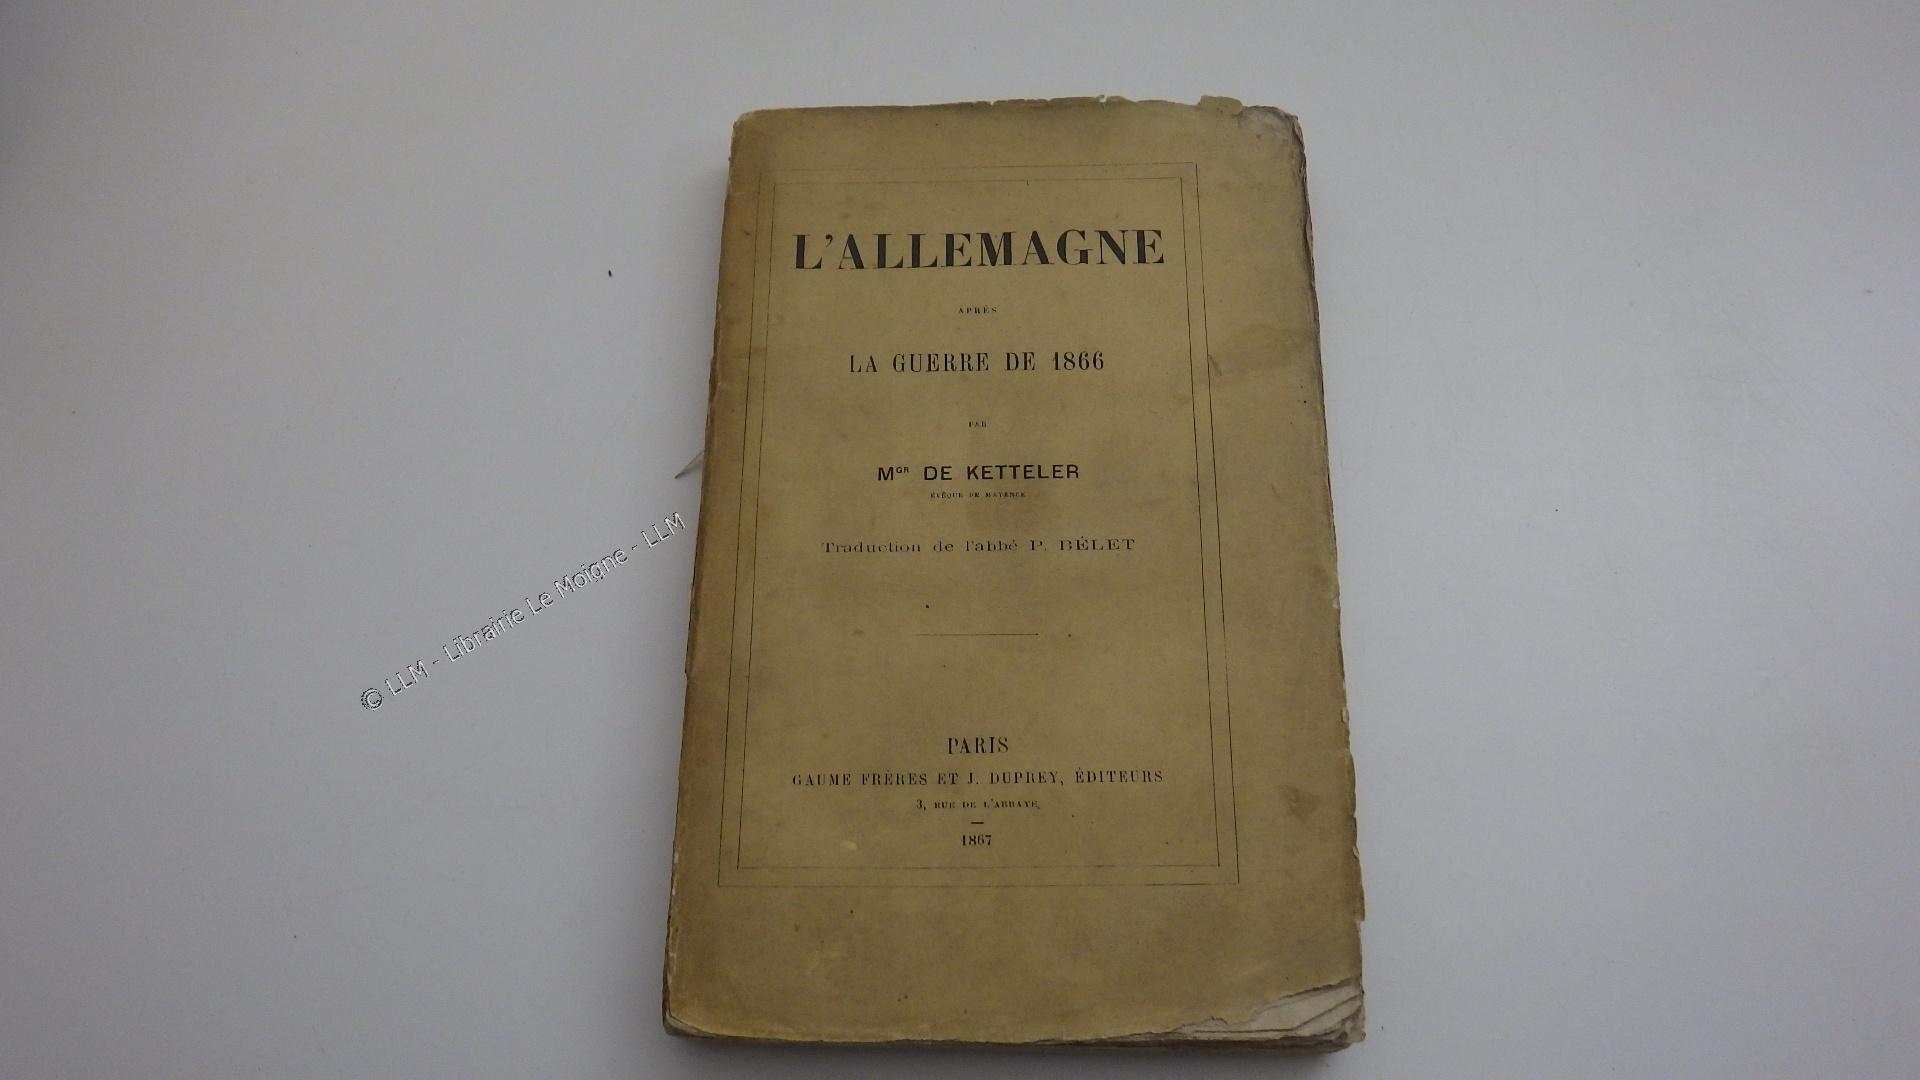 L'ALLEMAGNE
APRÈS
LA GUERRE DE 1866
PAR
MGR DE KETTELER
ÉVÊQUE DE MAYENCE
Traduction de l'abbé P. BÉLET
PARIS
GAUME FRÈRES ET J. DUPREY, ÉDITEURS
3, RUE DE L'ABBAYE
1867
© LLM - Librairie Le Moigne - LLM